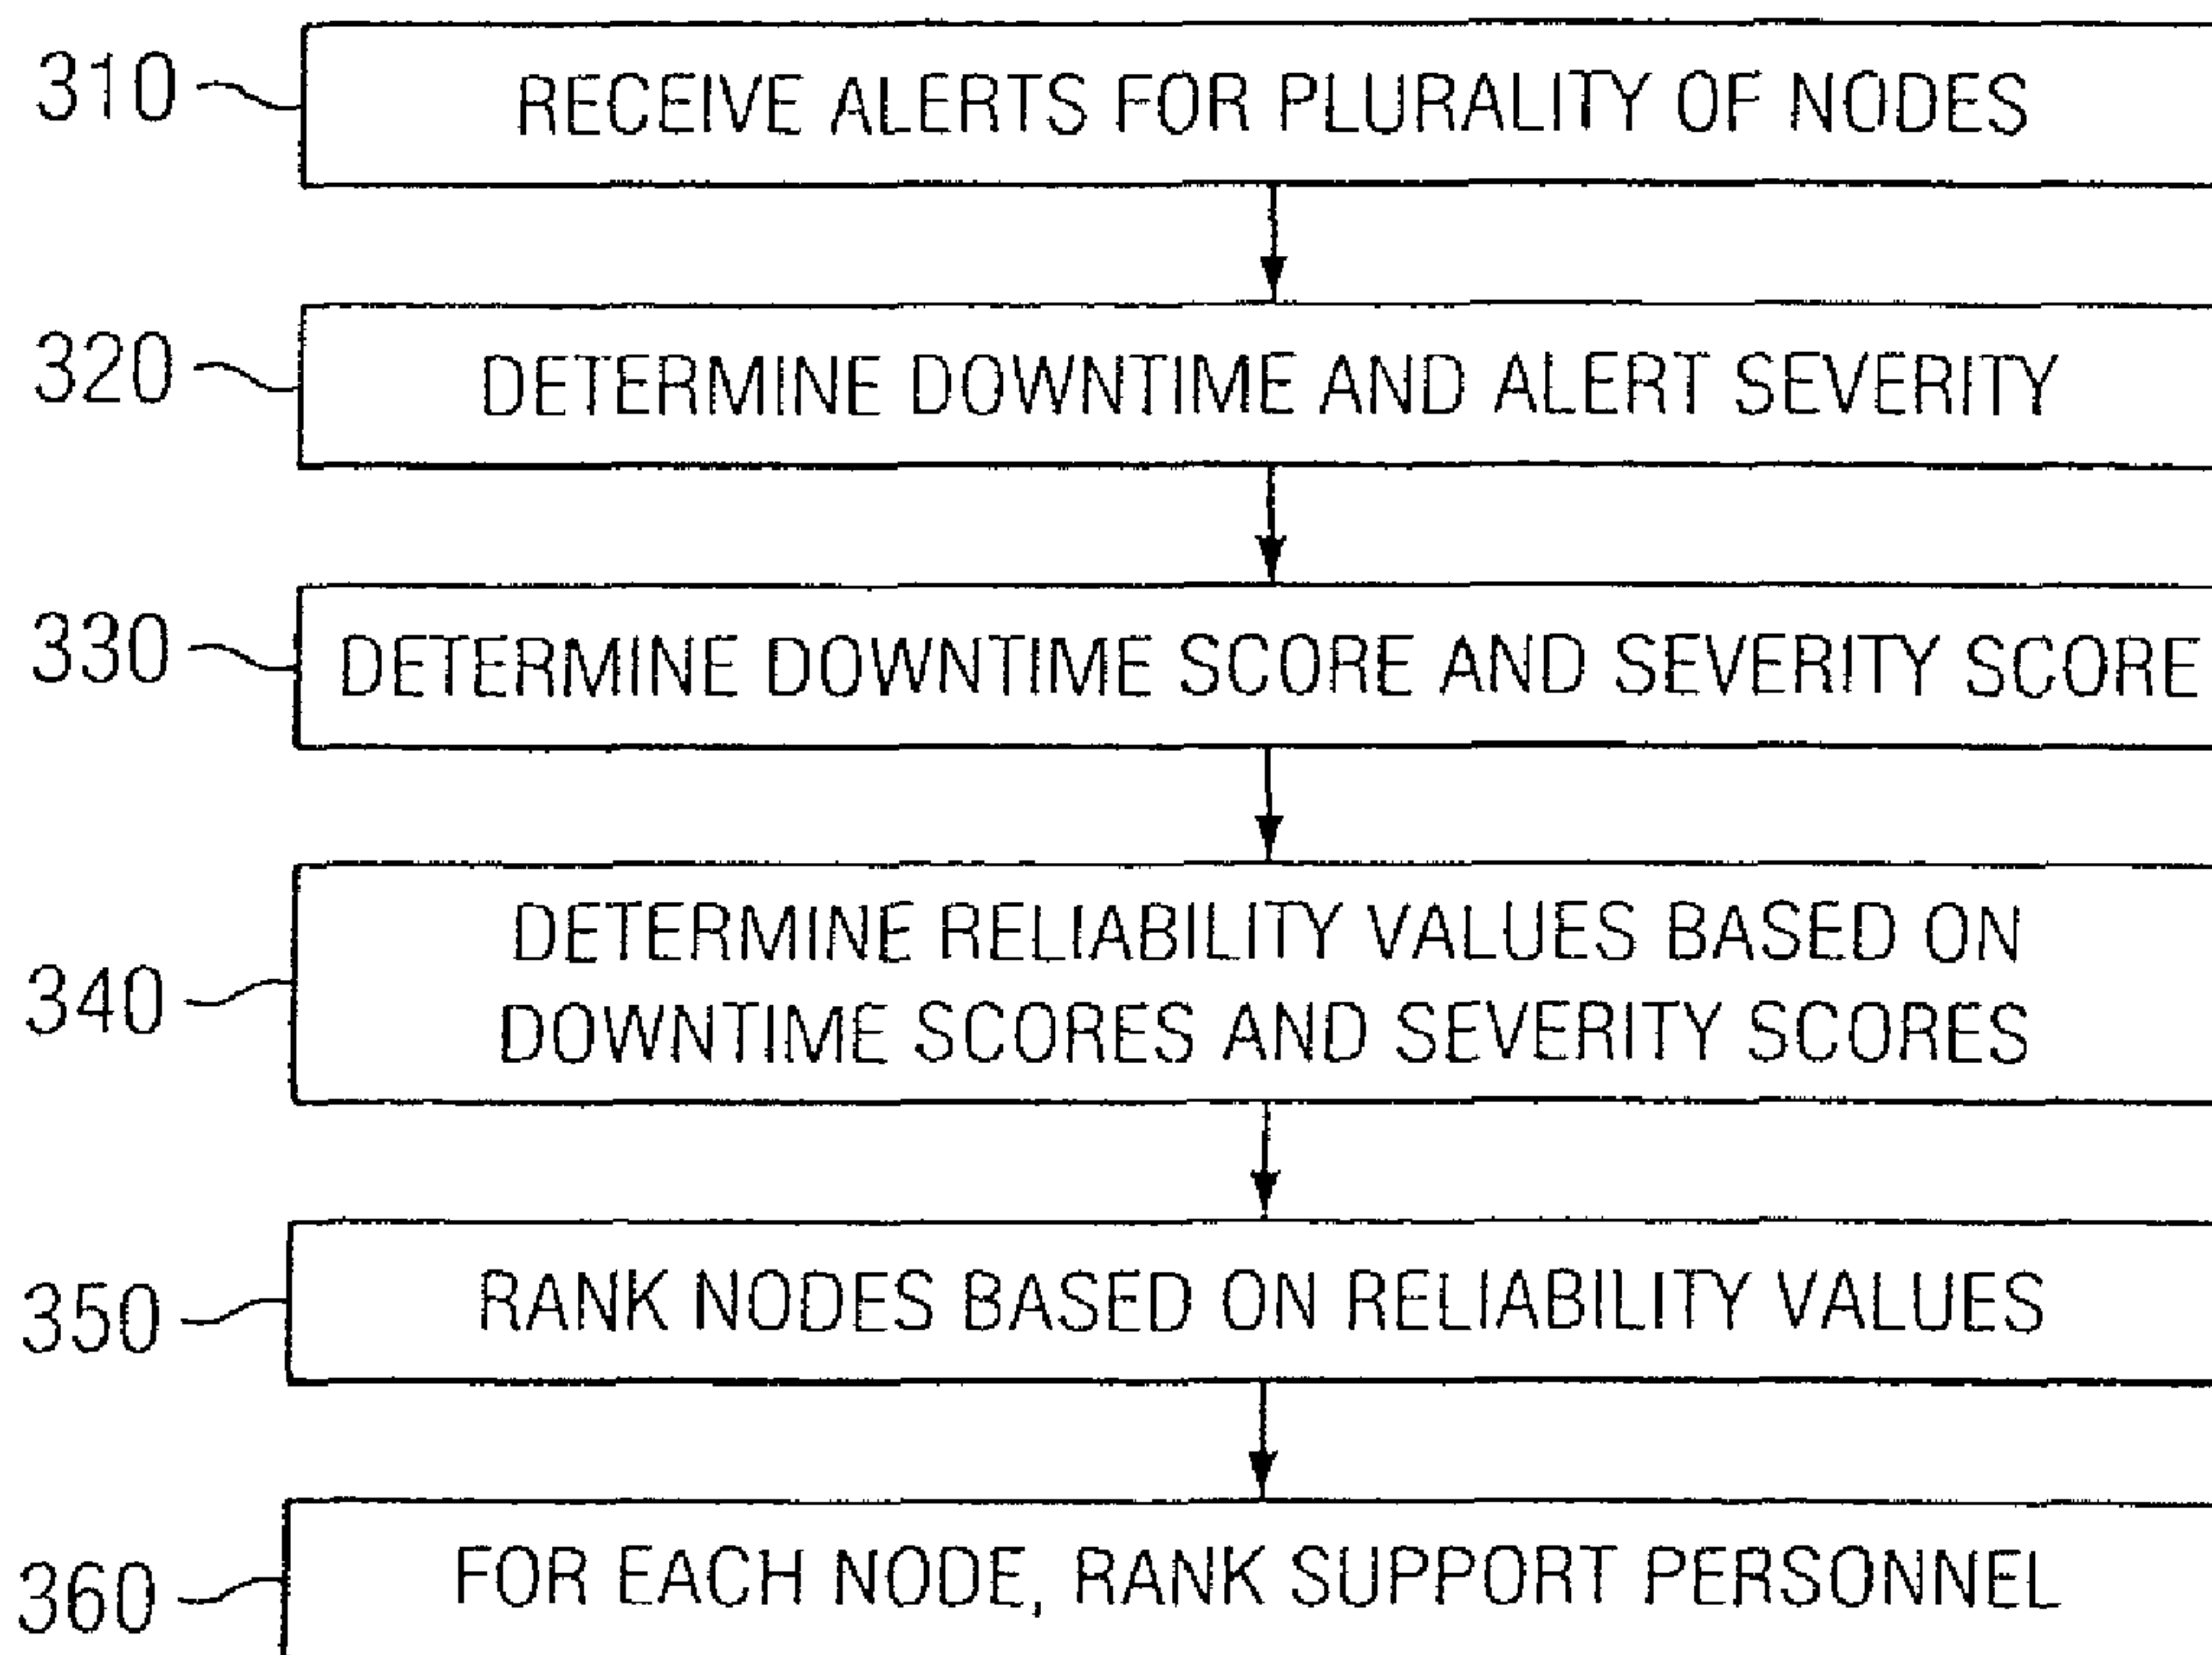 310 RECEIVE ALERTS FOR PLURALITY OF NODES
320 DETERMINE DOWNTIME AND ALERT SEVERITY
330 DETERMINE DOWNTIME SCORE AND SEVERITY SCORE
DETERMINE RELIABILITY VALUES BASED ON
340 DOWNTIME SCORES AND SEVERITY SCORES
350 RANK NODES BASED ON RELIABILITY VALUES
360 FOR EACH NODE, RANK SUPPORT PERSONNEL